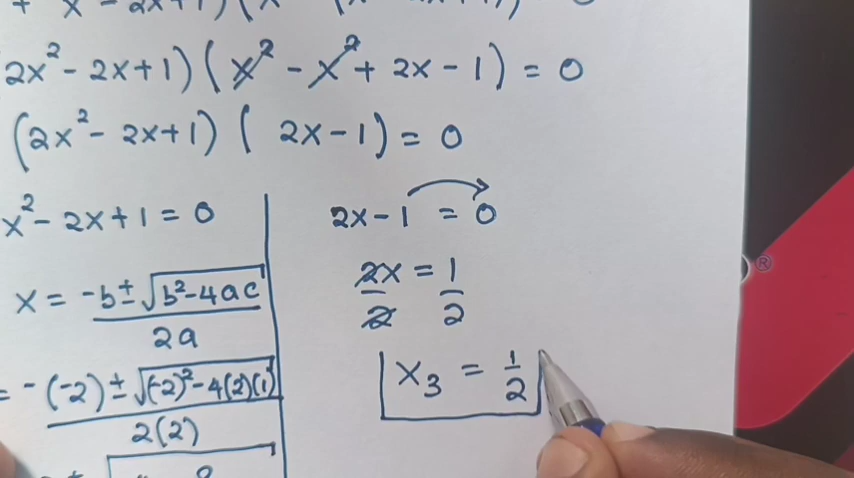 2x² - 2x + 1) (x² - x² + 2x - 1) = 0
(2x² - 2x + 1) ( 2x - 1) = 0
x² - 2x + 1 = 0
x = -b ± √b² - 4ac / 2a
= -(-2) ± √(-2)² - 4(2)(1) / 2(2)
2x - 1 = 0
2x / 2 = 1 / 2
x₃ = 1/2
®